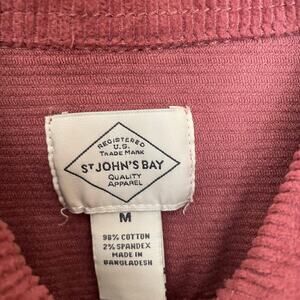 REGISTERED
U.S.
TRADE MARK
ST JOHN'S BAY
QUALITY
APPAREL
M
98% COTTON
2% SPANDEX
MADE IN
BANGLADESH